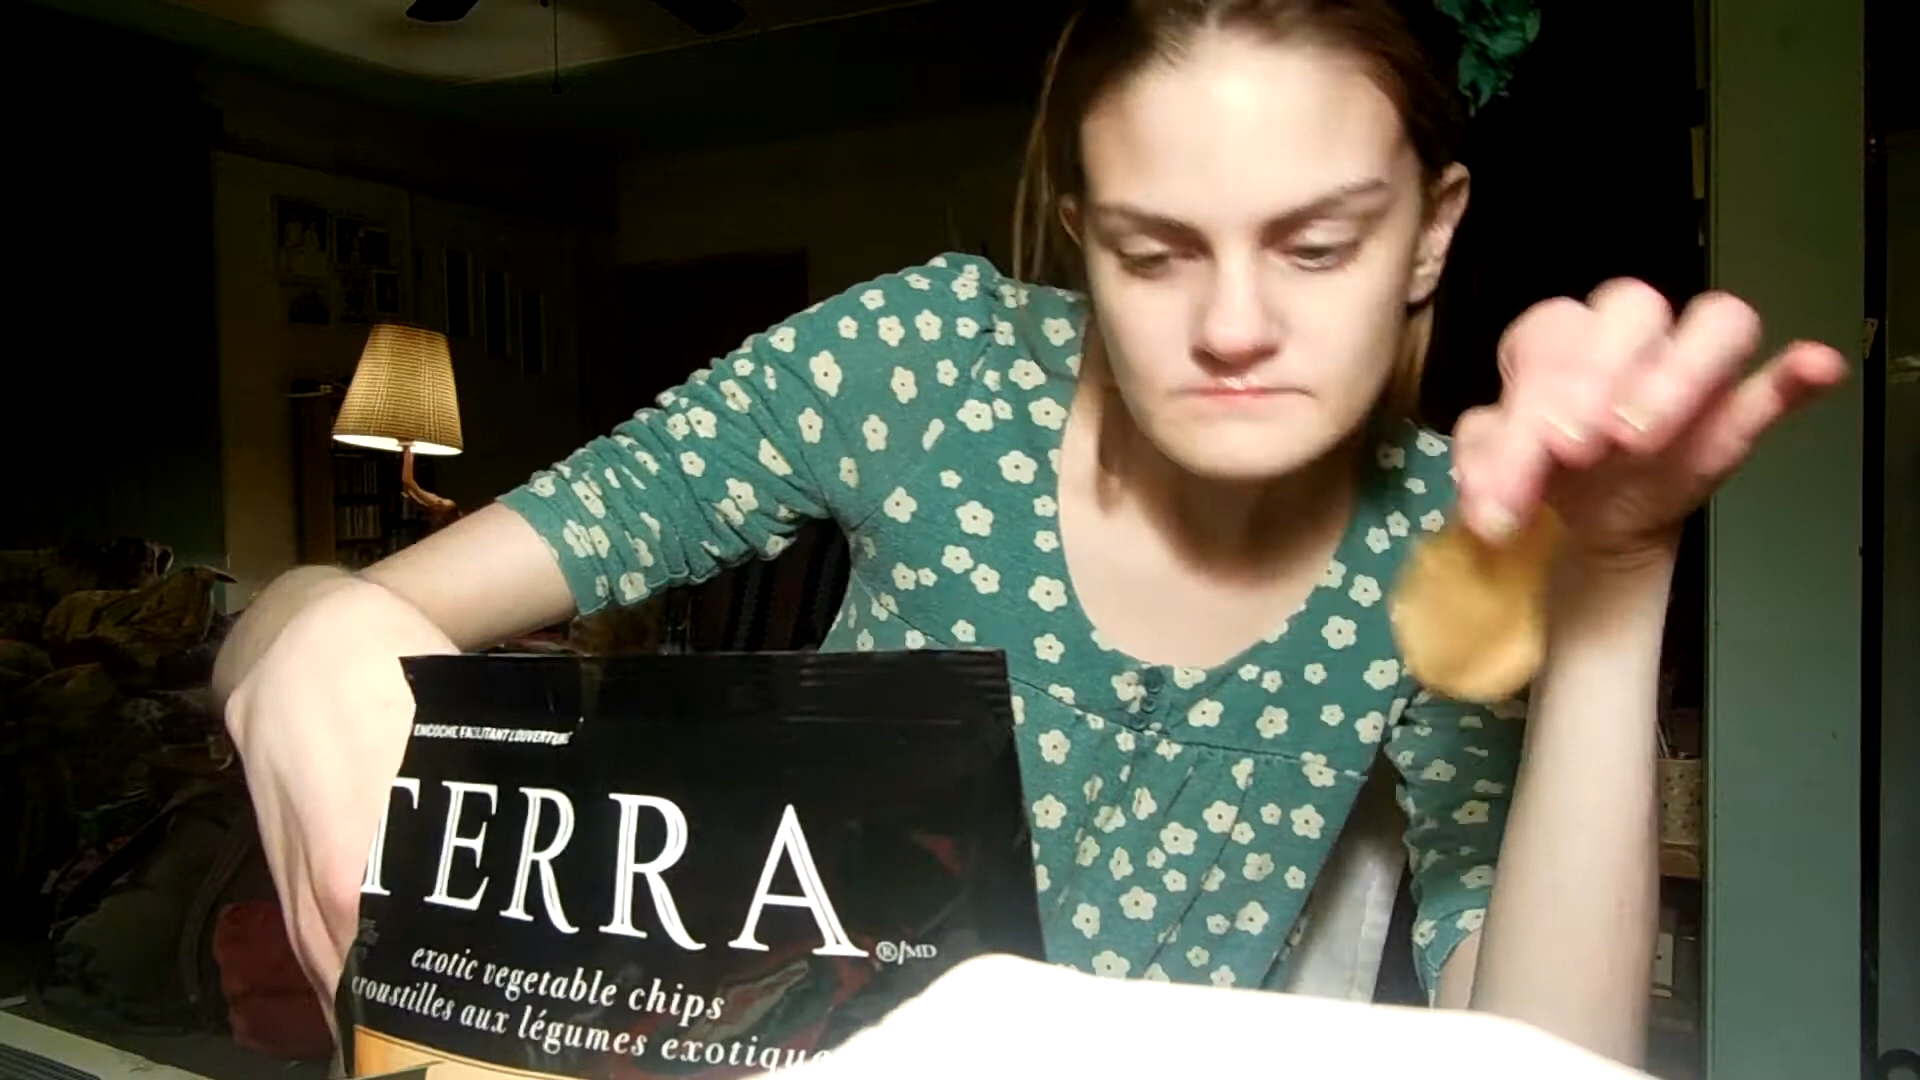 ENCOCHE FACILITANT L'OUVERTURE
TERRA ®/MD
exotic vegetable chips
croustilles aux légumes exotique